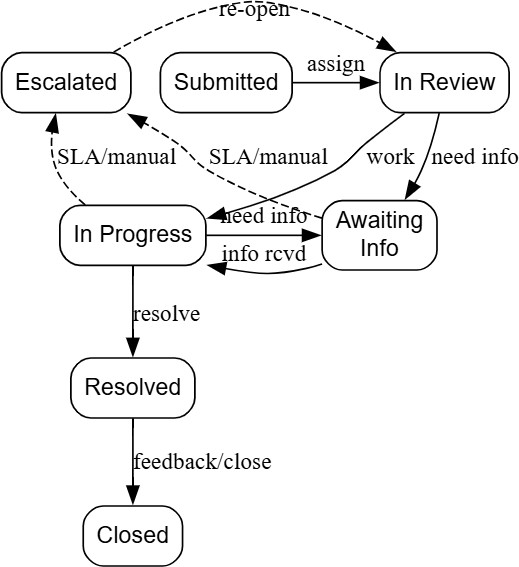 re-open
Escalated
Submitted
assign
In Review
SLA/manual
SLA/manual
work
need info
In Progress
need info
info rcvd
Awaiting
Info
resolve
Resolved
feedback/close
Closed